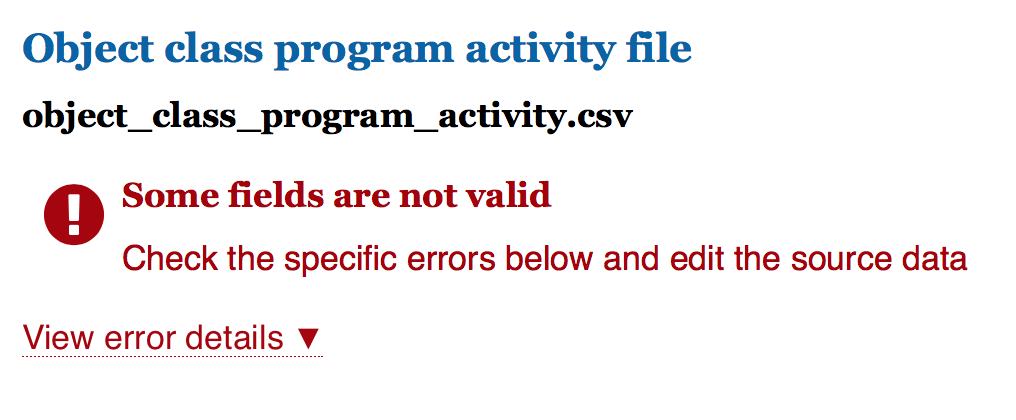 Object class program activity file
object_class_program_activity.csv
Some fields are not valid
Check the specific errors below and edit the source data
View error details ▼